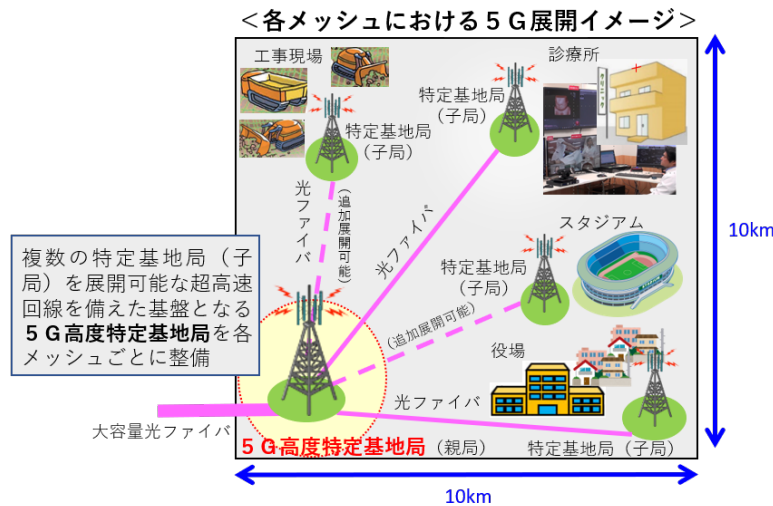 ＜各メッシュにおける５Ｇ展開イメージ＞
工事現場
特定基地局
（子局）
光ファイバ
（追加展開可能）
特定基地局
（子局）
光ファイバ
診療所
クリニック
スタジアム
特定基地局
（子局）
（追加展開可能）
10km
複数の特定基地局（子
局）を展開可能な超高速
回線を備えた基盤となる
５Ｇ高度特定基地局を各
メッシュごとに整備
役場
光ファイバ
大容量光ファイバ
５Ｇ高度特定基地局（親局）
特定基地局（子局）
10km